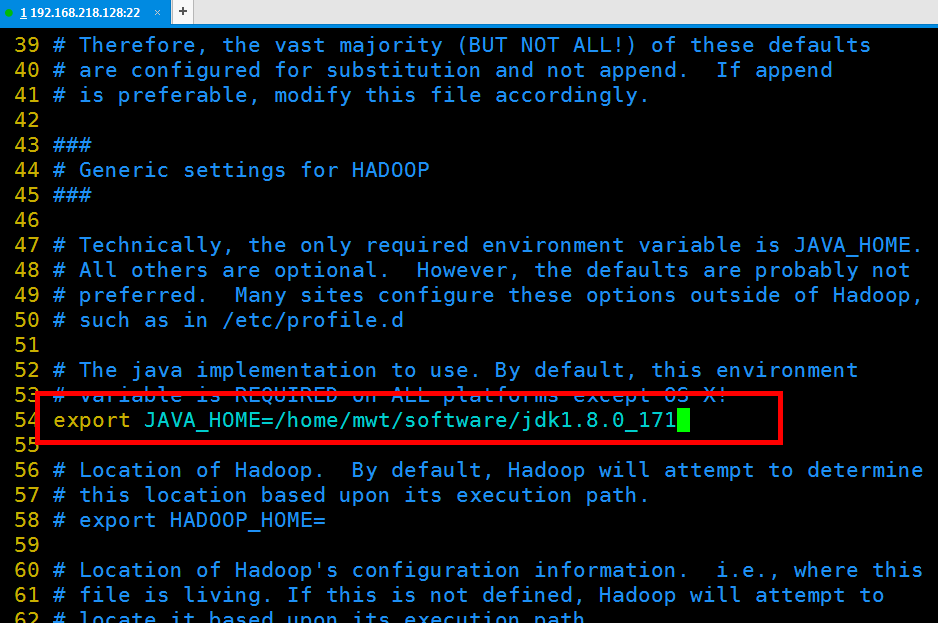 1 192.168.218.128:22 × +
39 # Therefore, the vast majority (BUT NOT ALL!) of these defaults
40 # are configured for substitution and not append.  If append
41 # is preferable, modify this file accordingly.
42
43 ###
44 # Generic settings for HADOOP
45 ###
46
47 # Technically, the only required environment variable is JAVA_HOME.
48 # All others are optional.  However, the defaults are probably not
49 # preferred.  Many sites configure these options outside of Hadoop,
50 # such as in /etc/profile.d
51
52 # The java implementation to use. By default, this environment
53 # variable is REQUIRED on ALL platforms except OS X!
54 export JAVA_HOME=/home/mwt/software/jdk1.8.0_171
55
56 # Location of Hadoop.  By default, Hadoop will attempt to determine
57 # this location based upon its execution path.
58 # export HADOOP_HOME=
59
60 # Location of Hadoop's configuration information.  i.e., where this
61 # file is living. If this is not defined, Hadoop will attempt to
62 # locate it based upon its execution path.